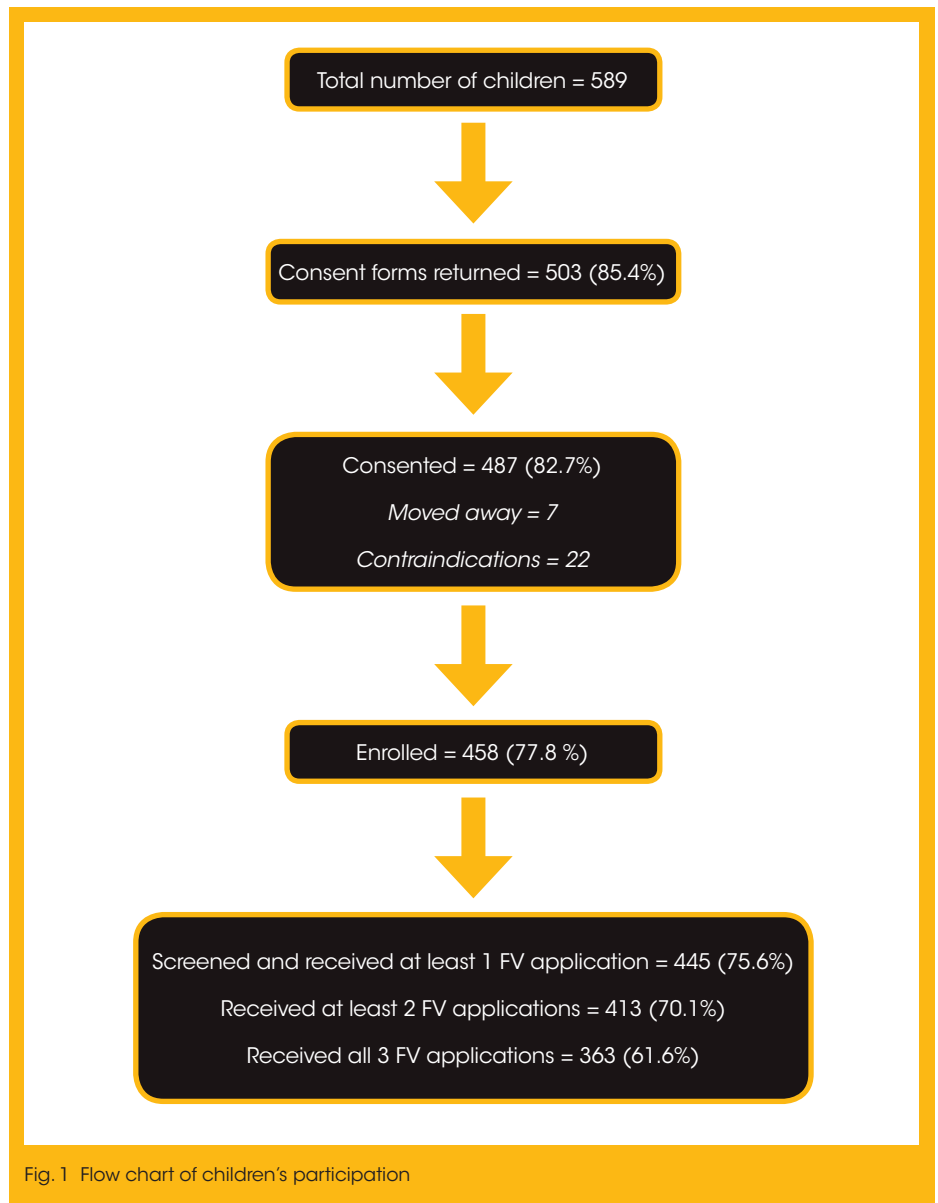 Total number of children = 589
Consent forms returned = 503 (85.4%)
Consented = 487 (82.7%)
Moved away = 7
Contraindications = 22
Enrolled = 458 (77.8 %)
Screened and received at least 1 FV application = 445 (75.6%)
Received at least 2 FV applications = 413 (70.1%)
Received all 3 FV applications = 363 (61.6%)
Fig. 1 Flow chart of children's participation